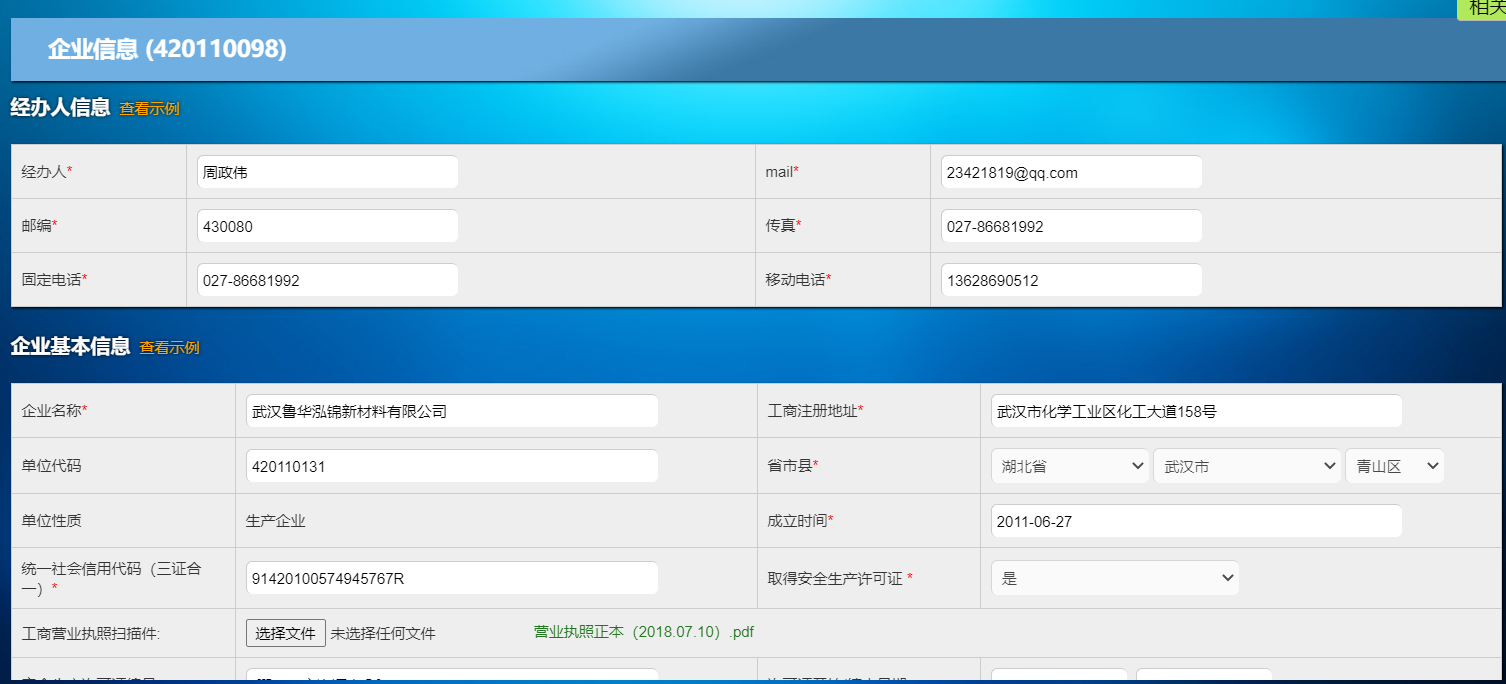 相关
企业信息 (420110098)
经办人信息 查看示例
经办人* 周政伟 mail* 23421819@qq.com
邮编* 430080 传真* 027-86681992
固定电话* 027-86681992 移动电话* 13628690512
企业基本信息 查看示例
企业名称* 武汉鲁华泓锦新材料有限公司 工商注册地址* 武汉市化学工业区化工大道158号
单位代码 420110131 省市县* 湖北省 武汉市 青山区
单位性质 生产企业 成立时间* 2011-06-27
统一社会信用代码（三证合
一）* 91420100574945767R 取得安全生产许可证 * 是
工商营业执照扫描件: 选择文件 未选择任何文件 营业执照正本（2018.07.10）.pdf